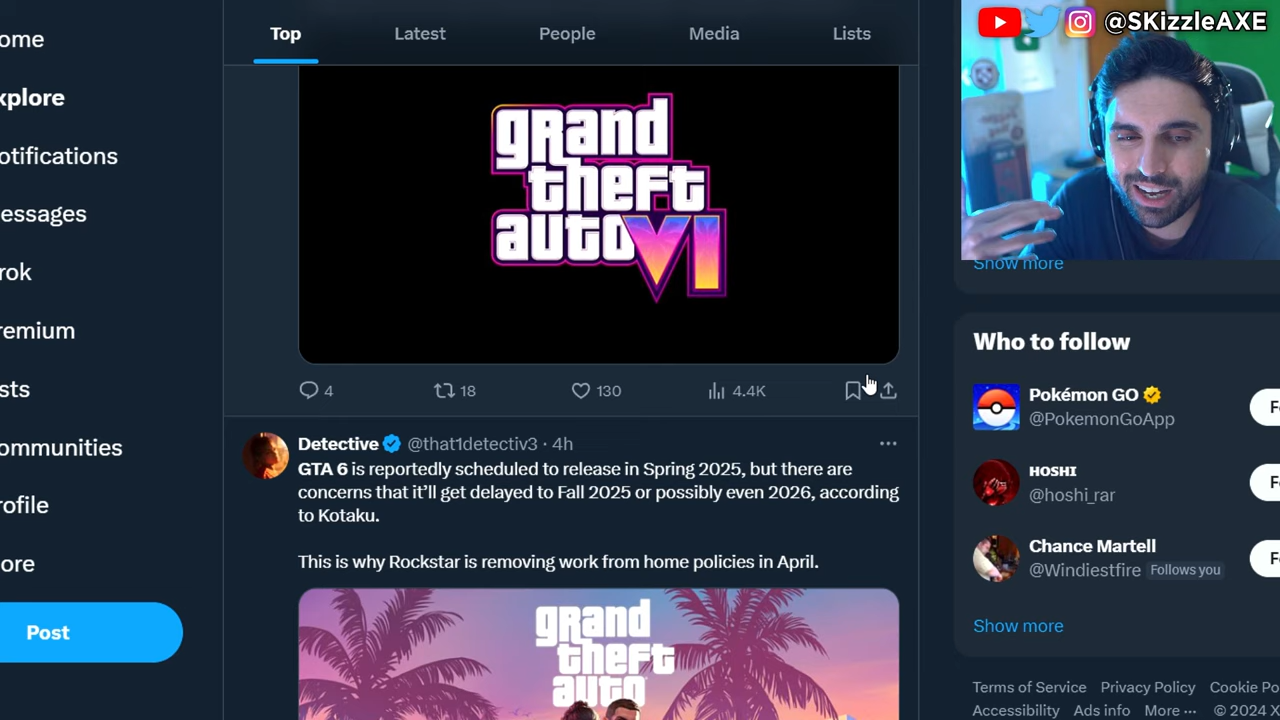 @SKizzleAXE
Top
Latest
People
Media
Lists
ome
xplore
otifications
essages
rok
remium
sts
ommunities
rofile
ore
Post
grand
theft
auto VI
4
18
130
4.4K
Detective @that1detectiv3 · 4h
GTA 6 is reportedly scheduled to release in Spring 2025, but there are
concerns that it'll get delayed to Fall 2025 or possibly even 2026, according
to Kotaku.
This is why Rockstar is removing work from home policies in April.
grand
theft
auto
Show more
Who to follow
Pokémon GO
@PokemonGoApp
Fo
HOSHI
@hoshi_rar
Fo
Chance Martell
@Windiestfire Follows you
Fo
Show more
Terms of Service Privacy Policy Cookie Po
Accessibility Ads info More ··· © 2024 X